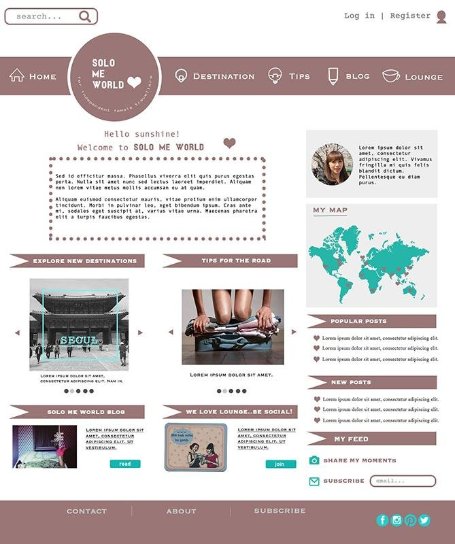 search...
Log in | Register
SOLO
ME
WORLD
for independent female travellers
Home
Destination
Tips
Blog
Lounge
Hello sunshine!
Welcome to SOLO ME WORLD
Sed id officitur massa. Phasellus viverra elit quis purus egestas
porta. Vivamus sed lectus laoreet imperdiet. Aliquam
non lorem vitae metus mollis accumsan eu at quam.
Aliquam euismod consectetur mauris, vitae pretium enim ullamcorper
tincidunt. Morbi in pulvinar leo, eget bibendum ipsum. Cras ante
mi, sodales eget suscipit at, varius vitae urna. Maecenas pharetra
et turpis faucibus egestas.
Lorem ipsum dolor sit
amet, consectetur
adipiscing elit. Vivamus
fringilla sem sed felis
blandit dictum.
Pellentesque eu diam
MY MAP
EXPLORE NEW DESTINATIONS
TIPS FOR THE ROAD
SEOUL
LOREM IPSUM DOLOR SIT AMET,
CONSECTETUR ADIPISCING ELIT.
LOREM IPSUM DOLOR SIT AMET.
POPULAR POSTS
Lorem ipsum dolor sit amet, consectetur adipiscing elit.
Lorem ipsum dolor sit amet, consectetur adipiscing elit.
Lorem ipsum dolor sit amet, consectetur adipiscing elit.
NEW POSTS
Lorem ipsum dolor sit amet, consectetur adipiscing elit.
Lorem ipsum dolor sit amet, consectetur adipiscing elit.
Lorem ipsum dolor sit amet, consectetur adipiscing elit.
SOLO ME WORLD BLOG
WE LOVE LOUNGE..BE SOCIAL!
LOREM IPSUM DOLOR SIT
AMET, CONSECTETUR
ADIPISCING ELIT. UT
VESTIBULUM.
read
LOREM IPSUM DOLOR SIT
AMET, CONSECTETUR
ADIPISCING ELIT. UT
VESTIBULUM.
join
MY FEED
SHARE MY MOMENTS
SUBSCRIBE
email...
CONTACT
ABOUT
SUBSCRIBE